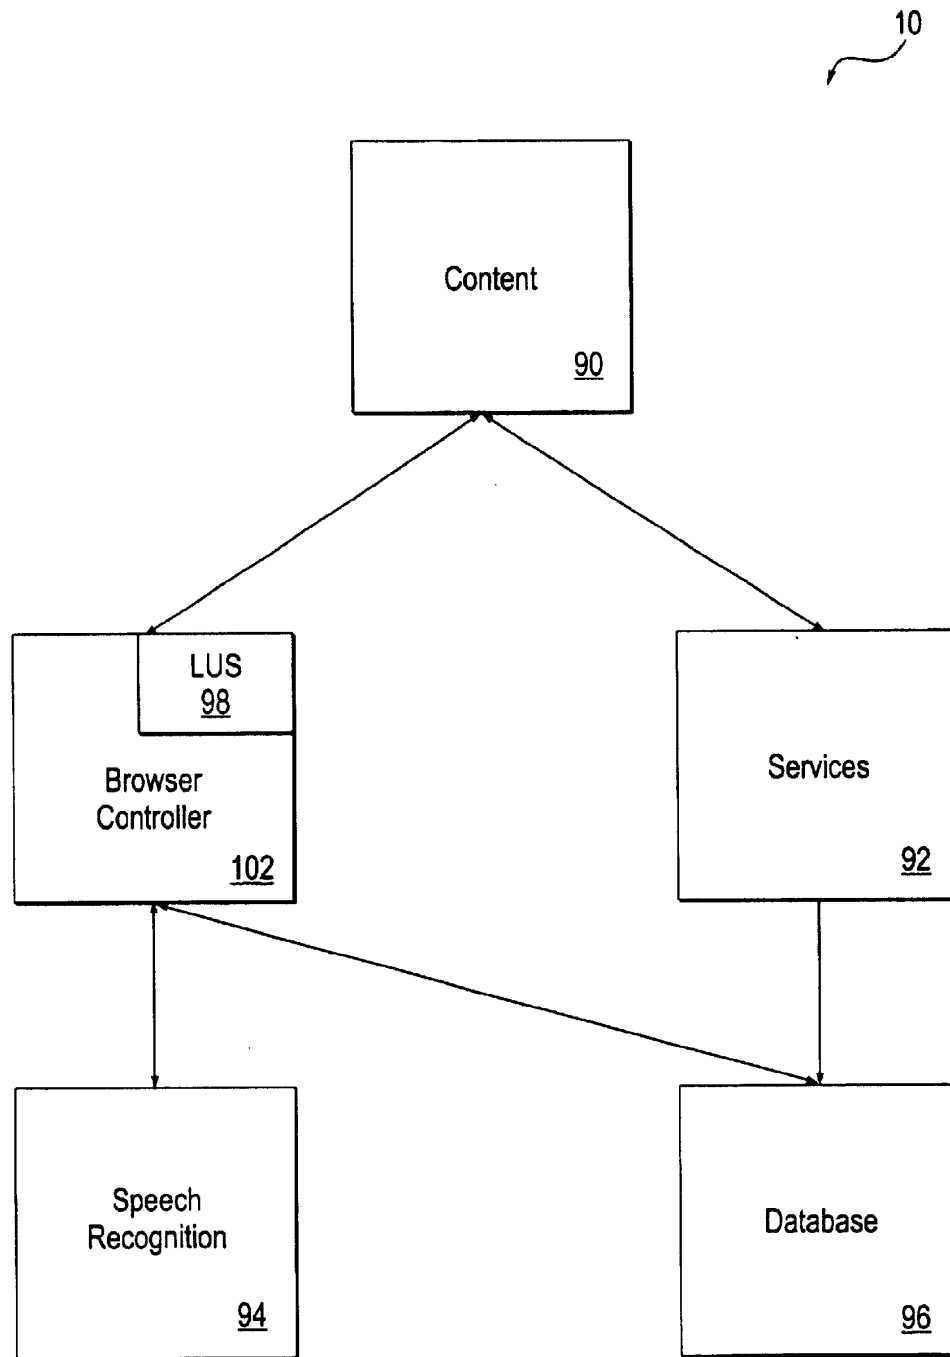 10
Content
90
LUS
98
Browser
Controller
102
Services
92
Speech
Recognition
94
Database
96